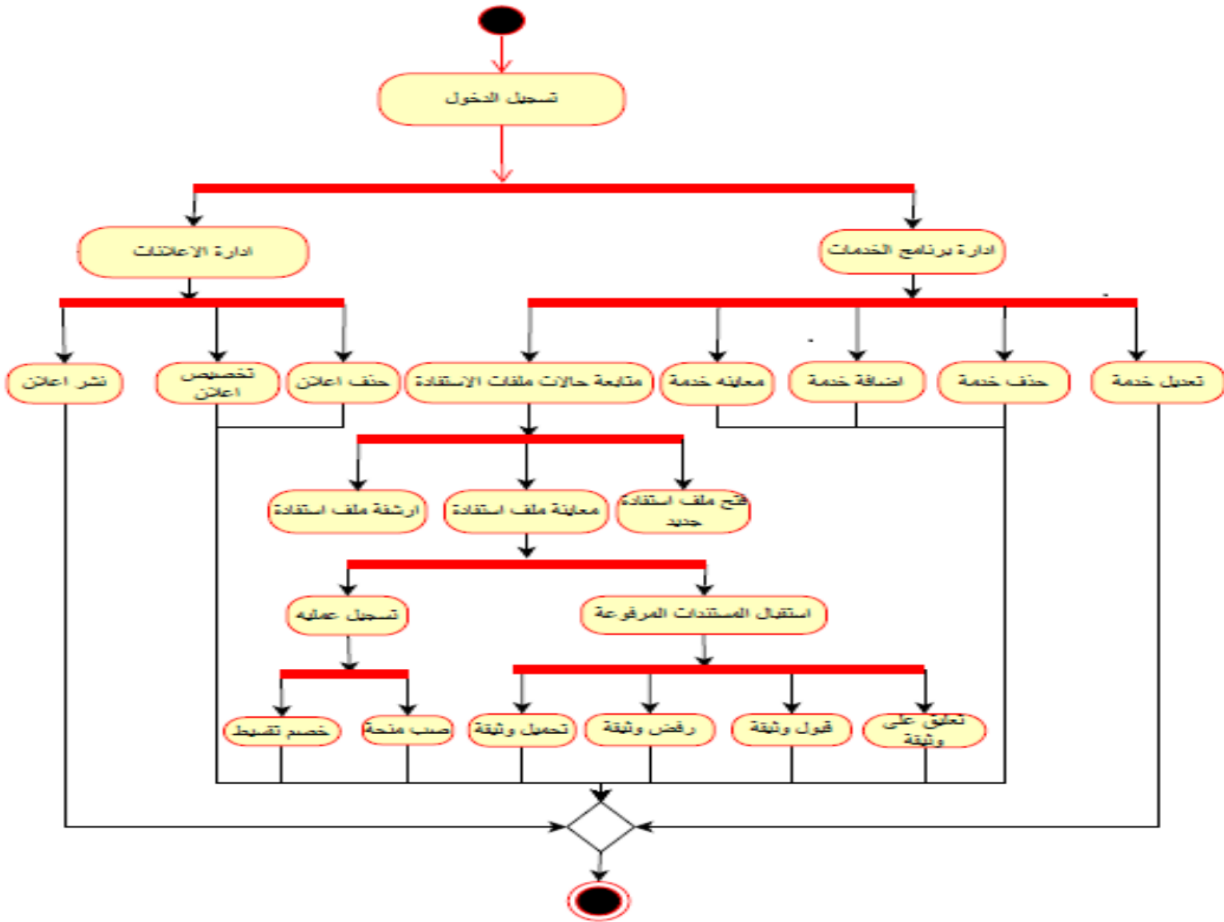 تسجيل الدخول
ادارة برنامج الخدمات
ادارة الاعلانات
تعديل خدمة
حذف خدمة
اضافة خدمة
معاينه خدمة
متابعة حالات ملفات الاستفادة
حذف اعلان
تخصيص
اعلان
نشر اعلان
فتح ملف استفادة
جديد
معاينة ملف استفادة
ارشفة ملف استفادة
استقبال المستندات المرفوعة
تسجيل عمليه
تعليق على
وثيقة
قبول وثيقة
رفض وثيقة
تحميل وثيقة
صب منحة
خصم تقسيط